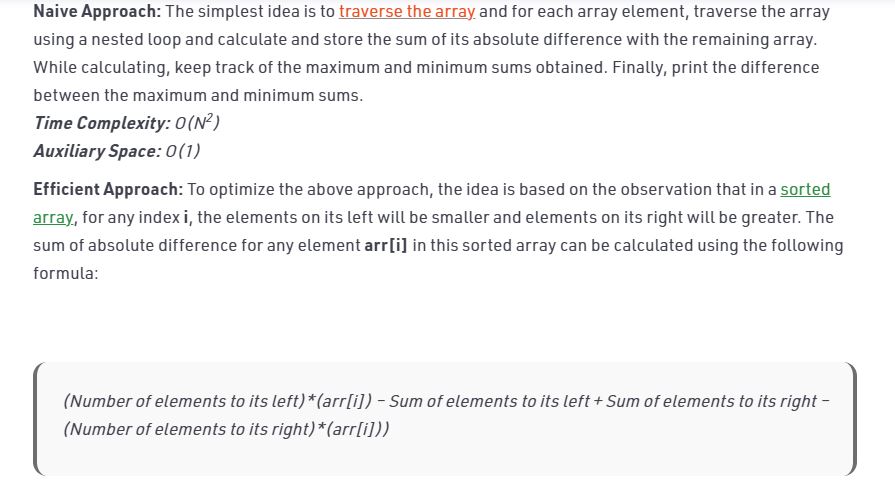 Naive Approach: The simplest idea is to traverse the array and for each array element, traverse the array
using a nested loop and calculate and store the sum of its absolute difference with the remaining array.
While calculating, keep track of the maximum and minimum sums obtained. Finally, print the difference
between the maximum and minimum sums.
Time Complexity: O(N²)
Auxiliary Space: O(1)
Efficient Approach: To optimize the above approach, the idea is based on the observation that in a sorted
array, for any index i, the elements on its left will be smaller and elements on its right will be greater. The
sum of absolute difference for any element arr[i] in this sorted array can be calculated using the following
formula:
(Number of elements to its left)*(arr[i]) – Sum of elements to its left + Sum of elements to its right –
(Number of elements to its right)*(arr[i]))